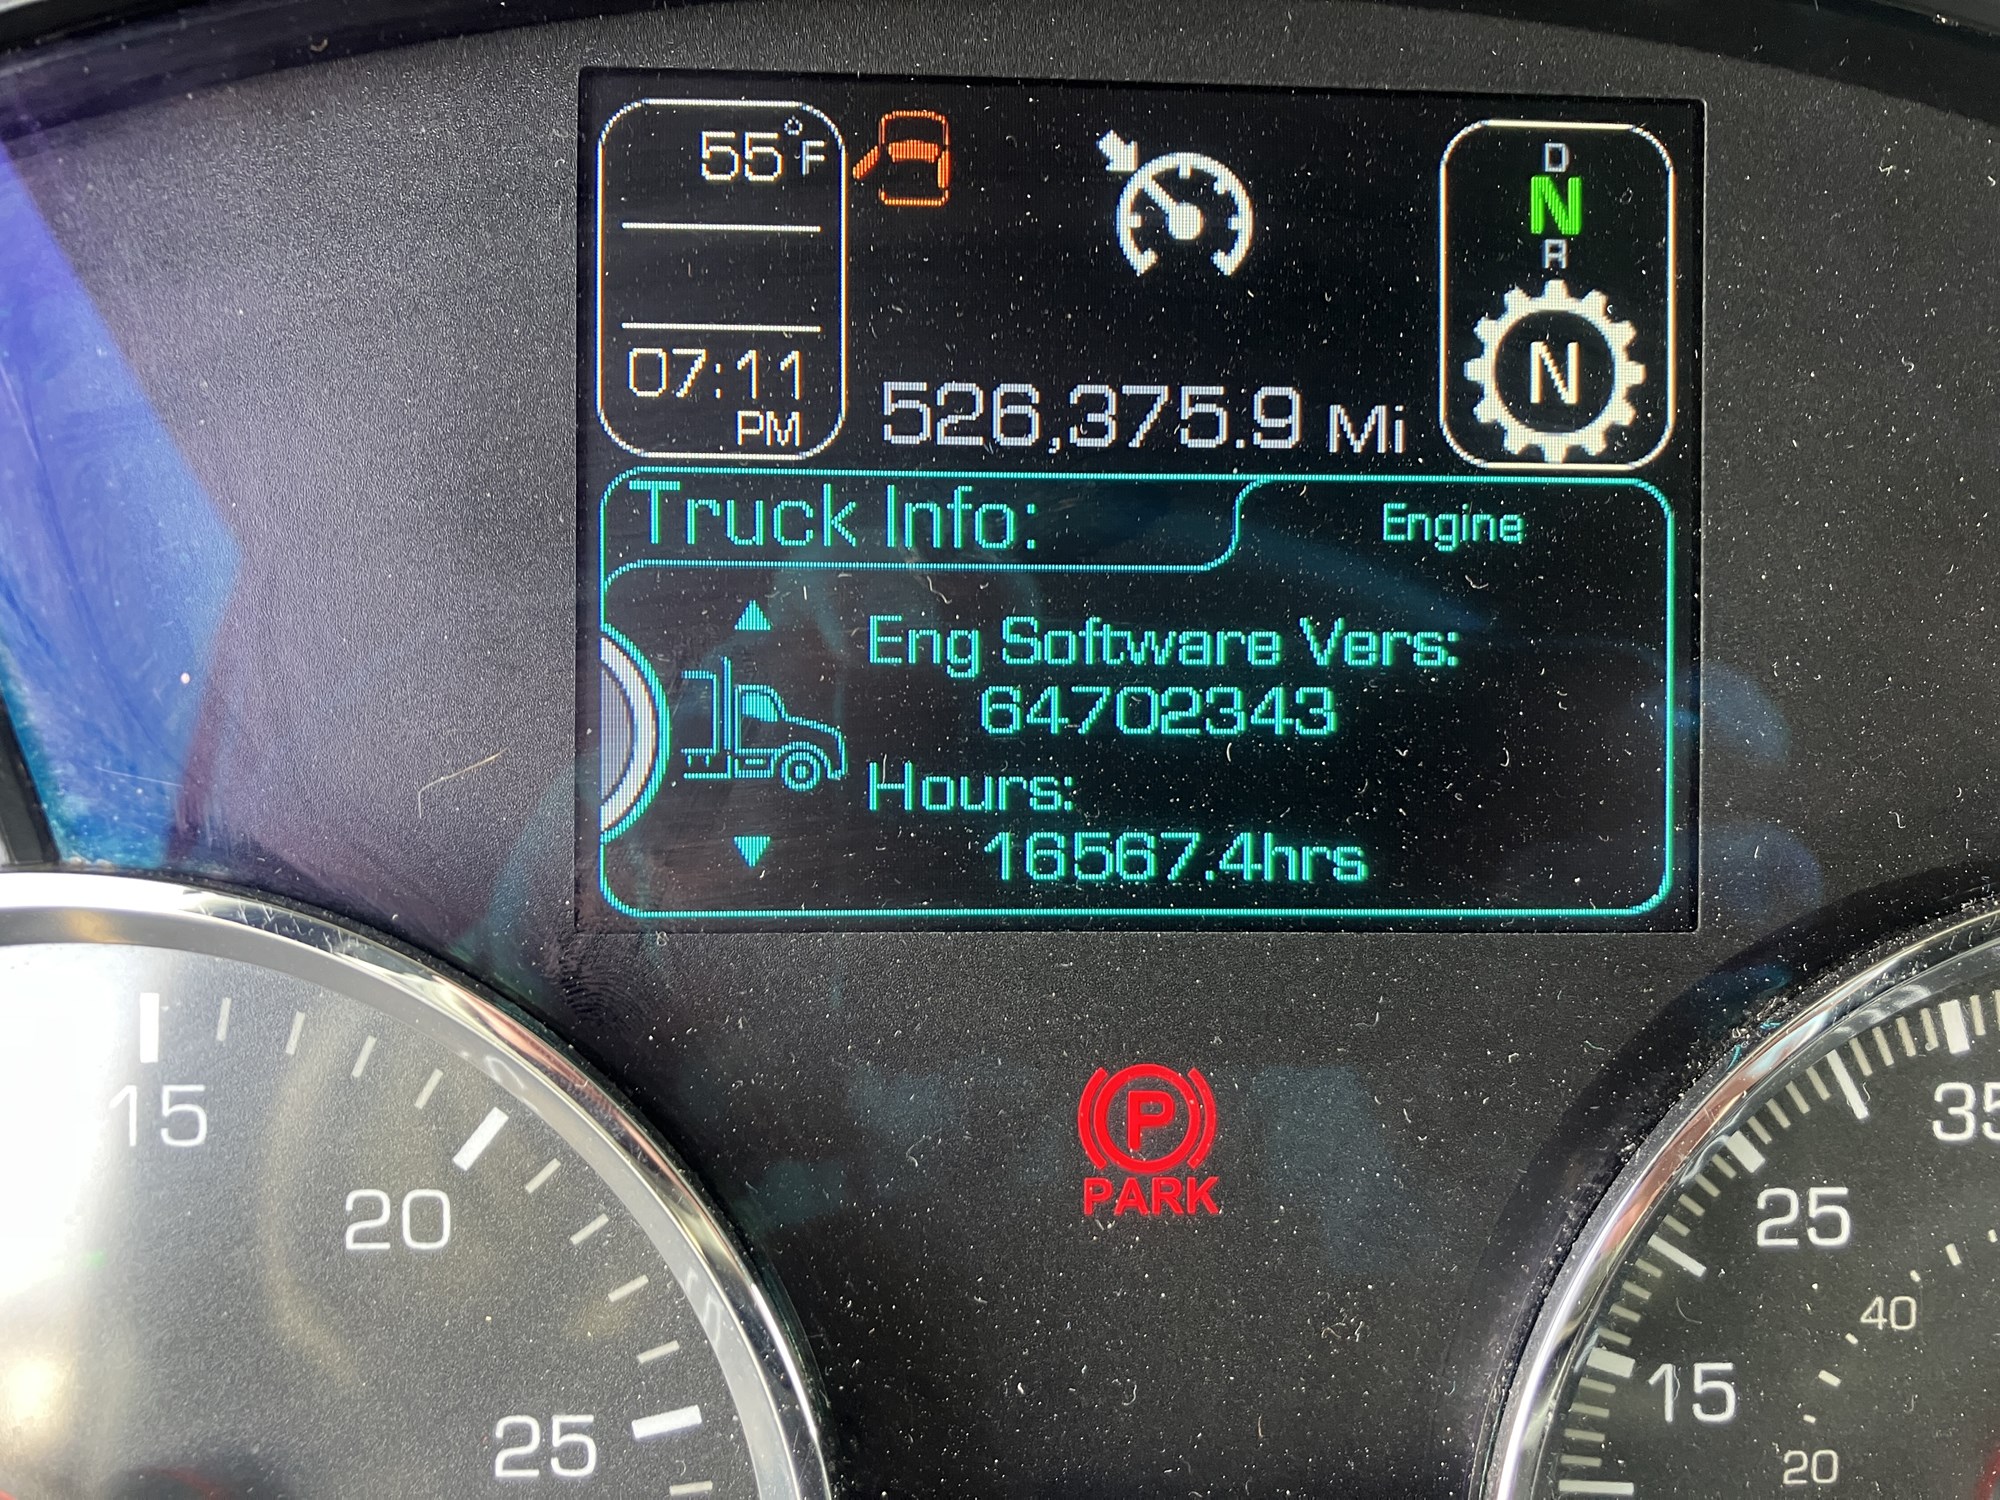 55°F
D
N
R
N
07:11
PM
526,375.9 Mi
Truck Info:
Engine
Eng Software Vers:
64702343
Hours:
16567.4hrs
P
PARK
15
20
25
35
25
40
15
20